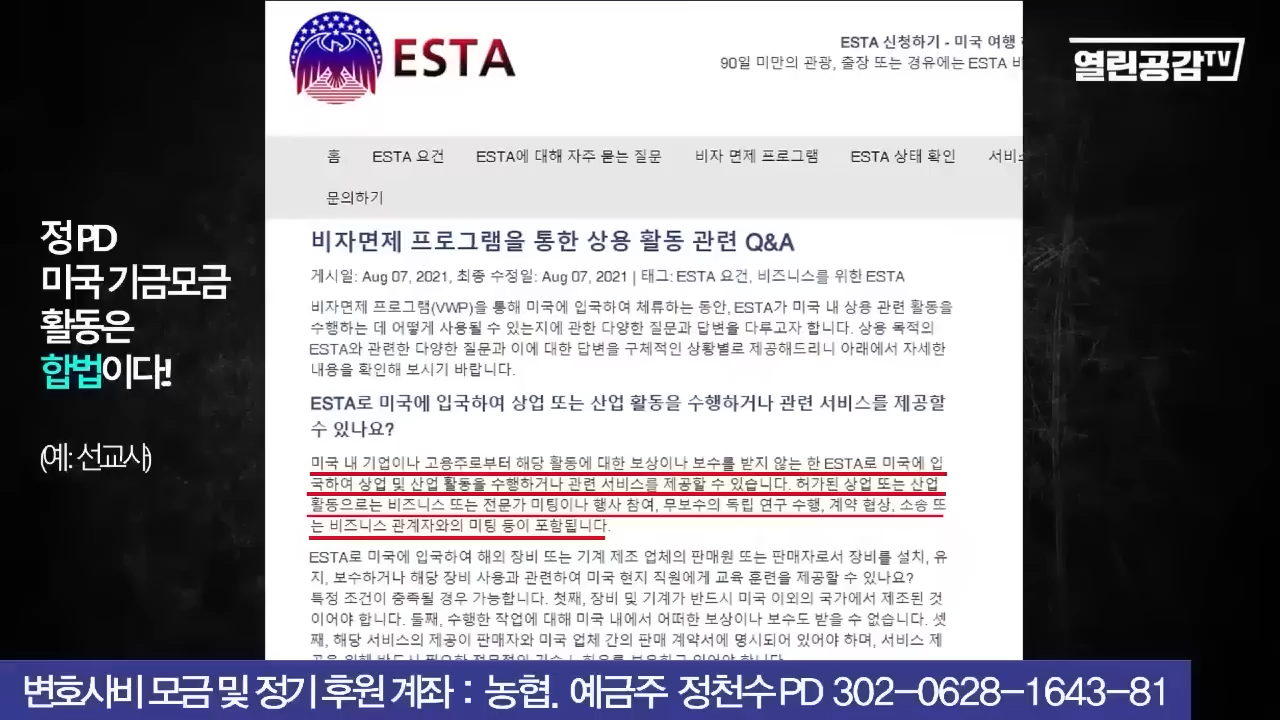 ESTA
ESTA 신청하기 - 미국 여행
90일 미만의 관광, 출장 또는 경유에는 ESTA 비
열린공감TV
홈 ESTA 요건 ESTA에 대해 자주 묻는 질문 비자 면제 프로그램 ESTA 상태 확인 서비스
문의하기
정PD
미국 기금모금
활동은
합법이다!
(예: 선교사)
비자면제 프로그램을 통한 상용 활동 관련 Q&A
게시일: Aug 07, 2021, 최종 수정일: Aug 07, 2021 | 태그: ESTA 요건, 비즈니스를 위한 ESTA
비자면제 프로그램(VWP)을 통해 미국에 입국하여 체류하는 동안, ESTA가 미국 내 상용 관련 활동을
수행하는 데 어떻게 사용될 수 있는지에 관한 다양한 질문과 답변을 다루고자 합니다. 상용 목적의
ESTA와 관련한 다양한 질문과 이에 대한 답변을 구체적인 상황별로 제공해드리니 아래에서 자세한
내용을 확인해 보시기 바랍니다.
ESTA로 미국에 입국하여 상업 또는 산업 활동을 수행하거나 관련 서비스를 제공할
수 있나요?
미국 내 기업이나 고용주로부터 해당 활동에 대한 보상이나 보수를 받지 않는 한 ESTA로 미국에 입
국하여 상업 및 산업 활동을 수행하거나 관련 서비스를 제공할 수 있습니다. 허가된 상업 또는 산업
활동으로는 비즈니스 또는 전문가 미팅이나 행사 참여, 무보수의 독립 연구 수행, 계약 협상, 소송 또
는 비즈니스 관계자와의 미팅 등이 포함됩니다.
ESTA로 미국에 입국하여 해외 장비 또는 기계 제조 업체의 판매원 또는 판매자로서 장비를 설치, 유
지, 보수하거나 해당 장비 사용과 관련하여 미국 현지 직원에게 교육 훈련을 제공할 수 있나요?
특정 조건이 충족될 경우 가능합니다. 첫째, 장비 및 기계가 반드시 미국 이외의 국가에서 제조된 것
이어야 합니다. 둘째, 수행한 작업에 대해 미국 내에서 어떠한 보상이나 보수도 받을 수 없습니다. 셋
째, 해당 서비스의 제공이 판매자와 미국 업체 간의 판매 계약서에 명시되어 있어야 하며, 서비스 제
변호사비 모금 및 정기 후원 계좌 : 농협. 예금주 정천수PD 302-0628-1643-81